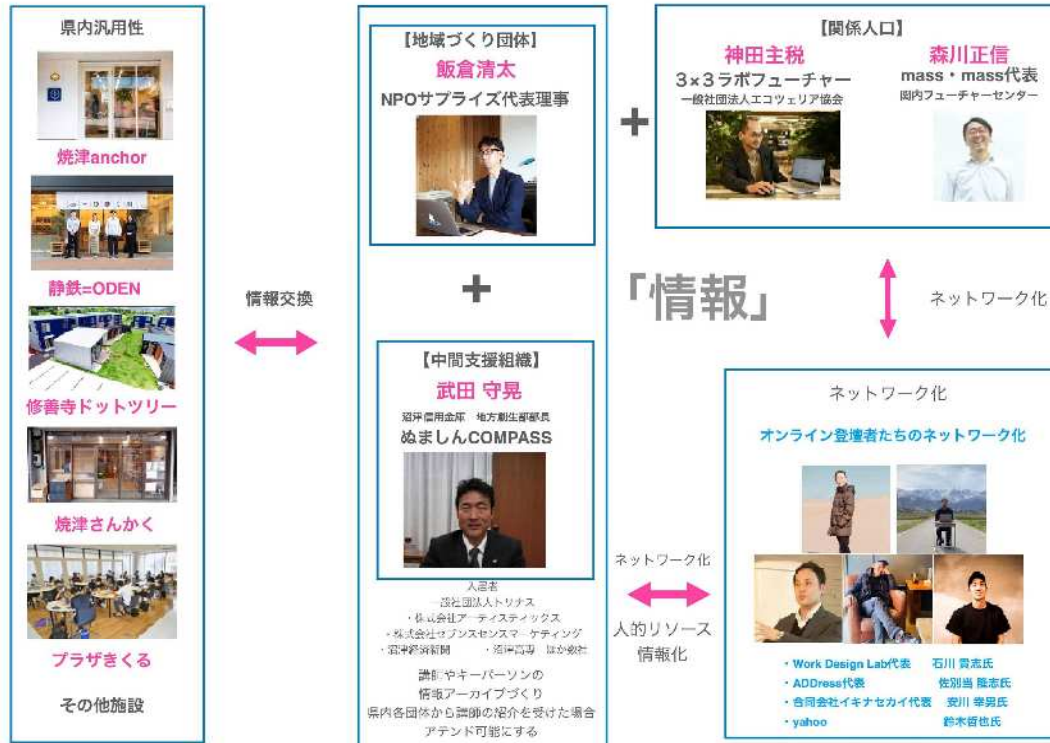 県内汎用性
焼津anchor
静鉄=ODEN
修善寺ドットツリー
焼津さんかく
プラザきくる
その他施設
情報交換
【地域づくり団体】
飯倉清太
NPOサプライズ代表理事
+
【中間支援組織】
武田 守晃
沼津信用金庫 地方創生部部長
ぬましんCOMPASS
入居者
一般社団法人トリナス
・株式会社アーティスティックス
・株式会社セブンスセンスマーケティング
・沼津経済新聞 ・沼津高専 ほか数社
講師やキーパーソンの
情報アーカイブづくり
県内各団体から講師の紹介を受けた場合
アテンド可能にする
+
【関係人口】
神田主税
3×3ラボフューチャー
一般社団法人エコッツェリア協会
森川正信
mass・mass代表
関内フューチャーセンター
「情報」
ネットワーク化
ネットワーク化
人的リソース
情報化
ネットワーク化
オンライン登壇者たちのネットワーク化
・Work Design Lab代表 石川 貴志氏
・ADDress代表 佐別当 隆志氏
・合同会社イキナセカイ代表 安川 幸男氏
・yahoo 鈴木哲也氏